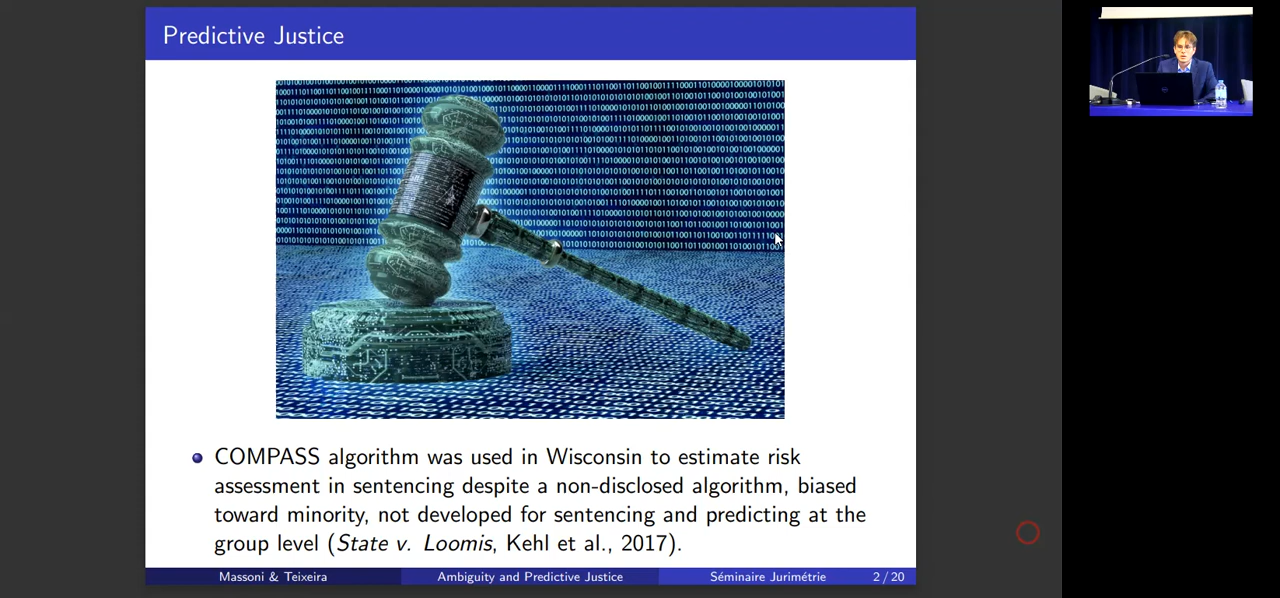 Predictive Justice
COMPASS algorithm was used in Wisconsin to estimate risk
assessment in sentencing despite a non-disclosed algorithm, biased
toward minority, not developed for sentencing and predicting at the
group level (State v. Loomis, Kehl et al., 2017).
Massoni & Teixeira Ambiguity and Predictive Justice Séminaire Jurimétrie 2 / 20